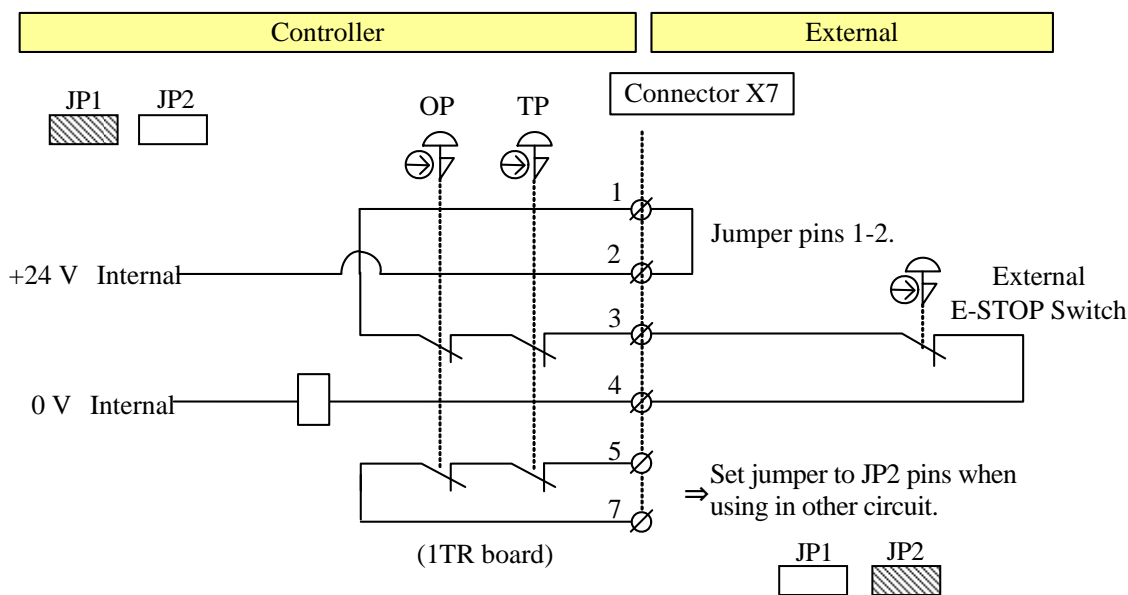 Controller
External
JP1
JP2
OP
TP
Connector X7
1
Jumper pins 1-2.
2
+24 V Internal
External
E-STOP Switch
3
4
0 V Internal
5
⇒ Set jumper to JP2 pins when
using in other circuit.
7
(1TR board)
JP1
JP2